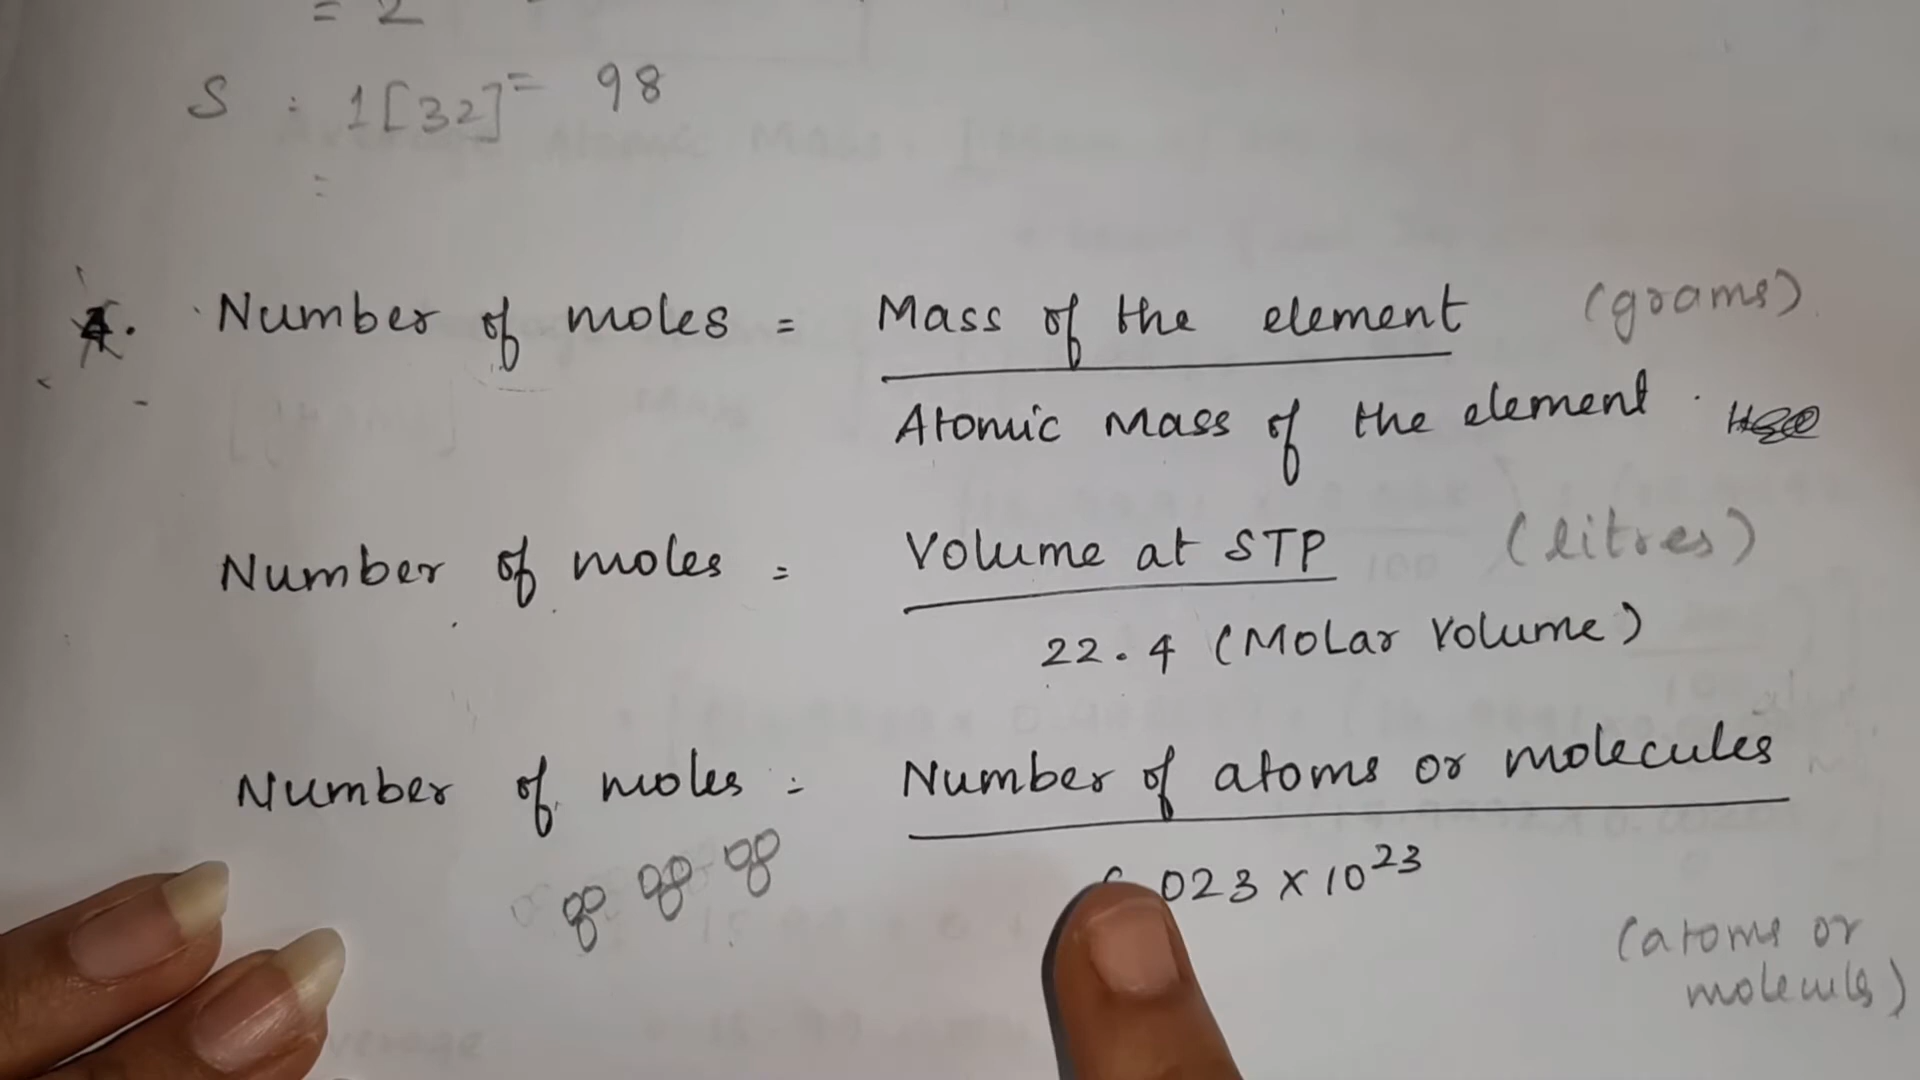 = 2
S : 1[32] = 98
=
4. Number of moles = Mass of the element (grams)
Atomic Mass of the element.
Number of moles = Volume at STP (litres)
22.4 (Molar Volume)
Number of moles = Number of atoms or molecules
023 x 10²³
(atoms or
molecules)